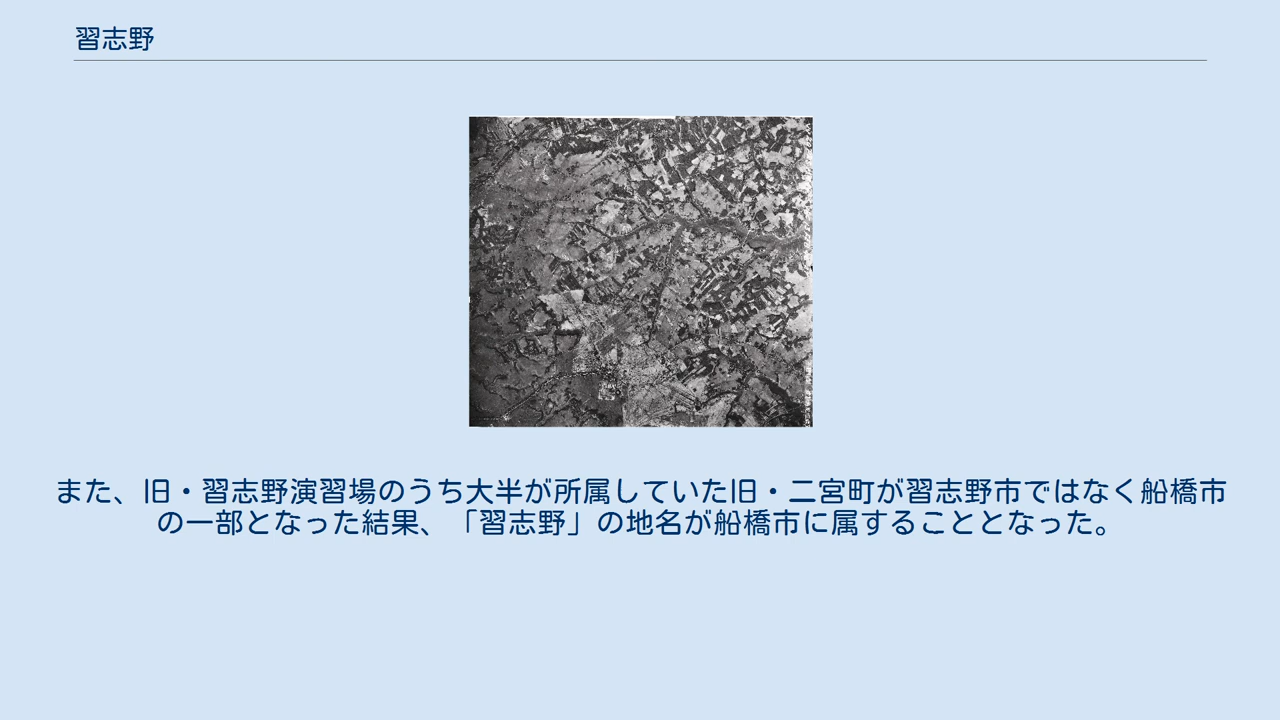 習志野
また、旧・習志野演習場のうち大半が所属していた旧・二宮町が習志野市ではなく船橋市
の一部となった結果、「習志野」の地名が船橋市に属することとなった。